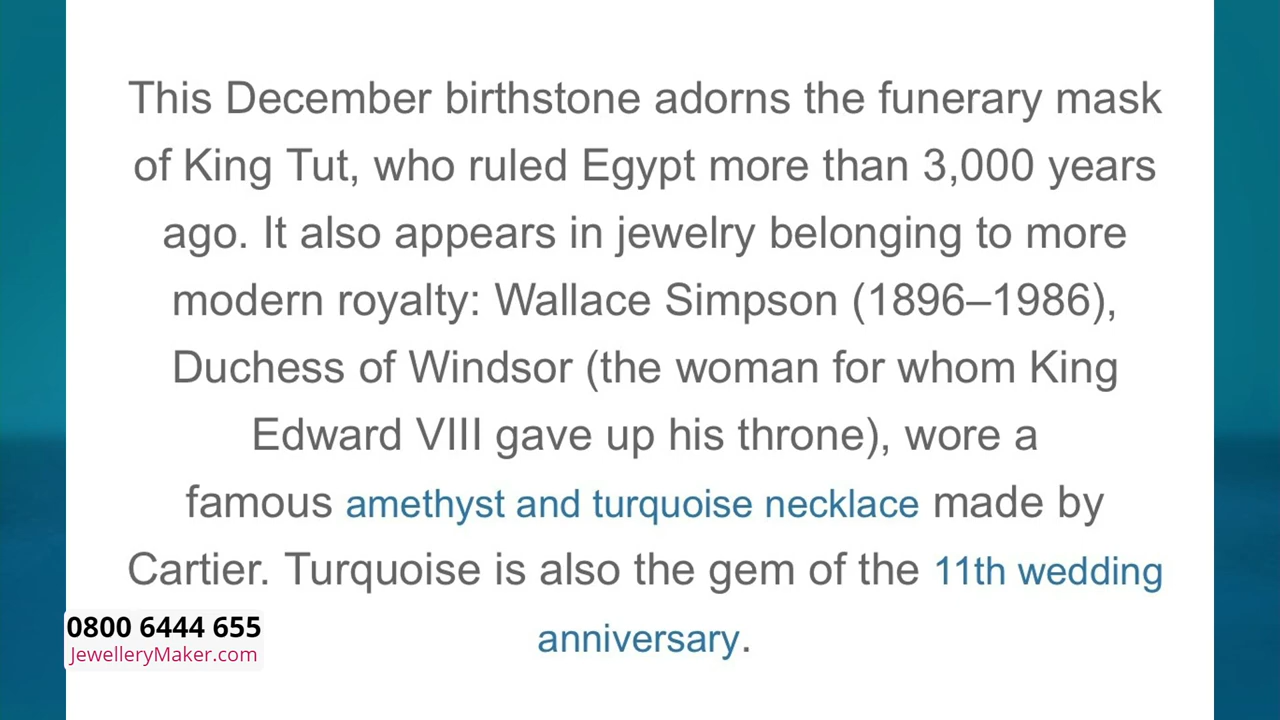 This December birthstone adorns the funerary mask
of King Tut, who ruled Egypt more than 3,000 years
ago. It also appears in jewelry belonging to more
modern royalty: Wallace Simpson (1896–1986),
Duchess of Windsor (the woman for whom King
Edward VIII gave up his throne), wore a
famous amethyst and turquoise necklace made by
Cartier. Turquoise is also the gem of the 11th wedding
anniversary.
0800 6444 655
JewelleryMaker.com